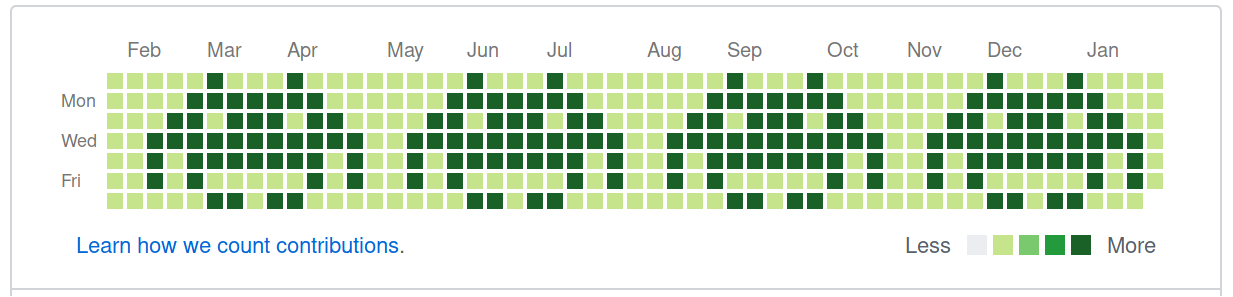 Feb Mar Apr May Jun Jul Aug Sep Oct Nov Dec Jan
Mon
Wed
Fri
Learn how we count contributions. Less More